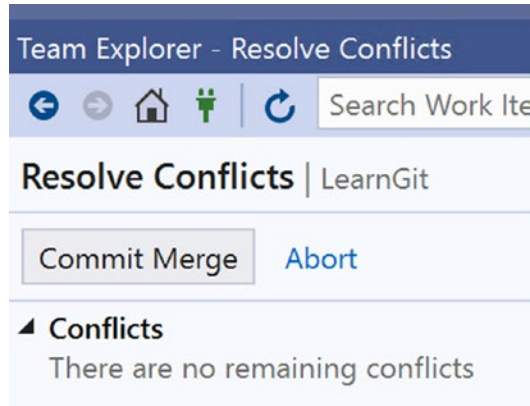 Team Explorer - Resolve Conflicts
Search Work Ite
Resolve Conflicts | LearnGit
Commit Merge Abort
Conflicts
There are no remaining conflicts